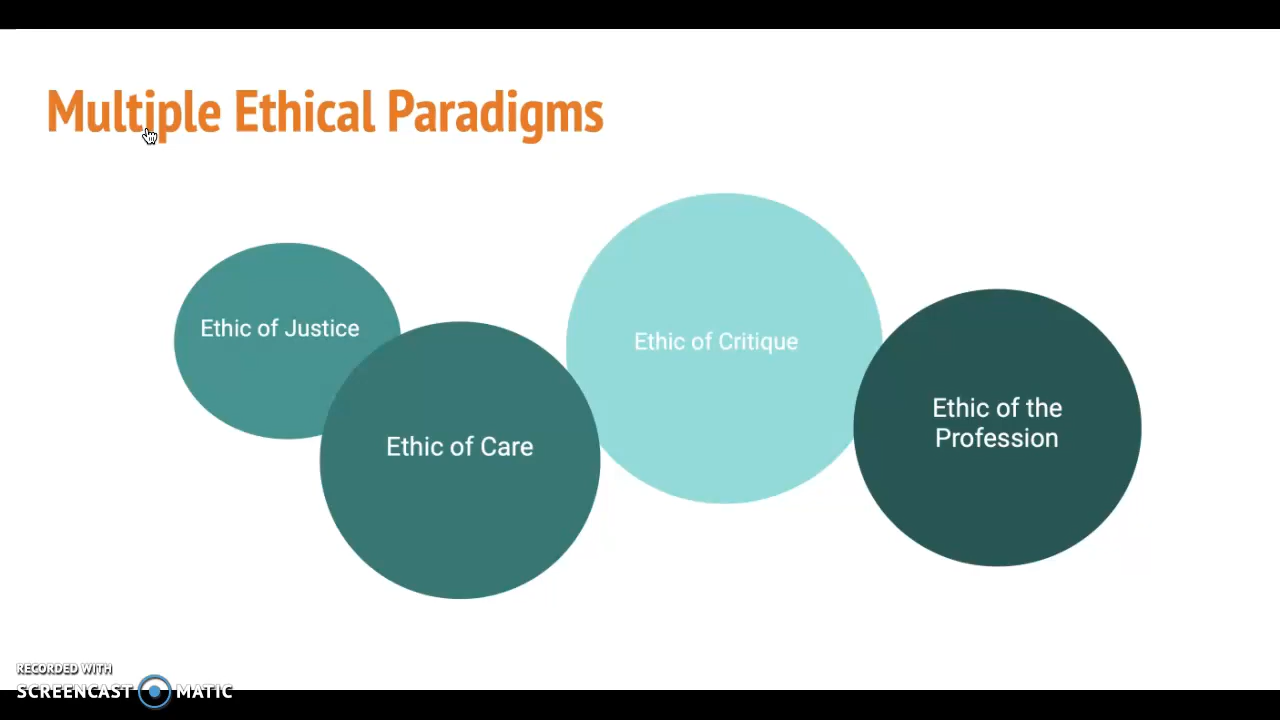 Multiple Ethical Paradigms
Ethic of Justice
Ethic of Care
Ethic of Critique
Ethic of the
Profession
RECORDED WITH
SCREENCAST MATIC